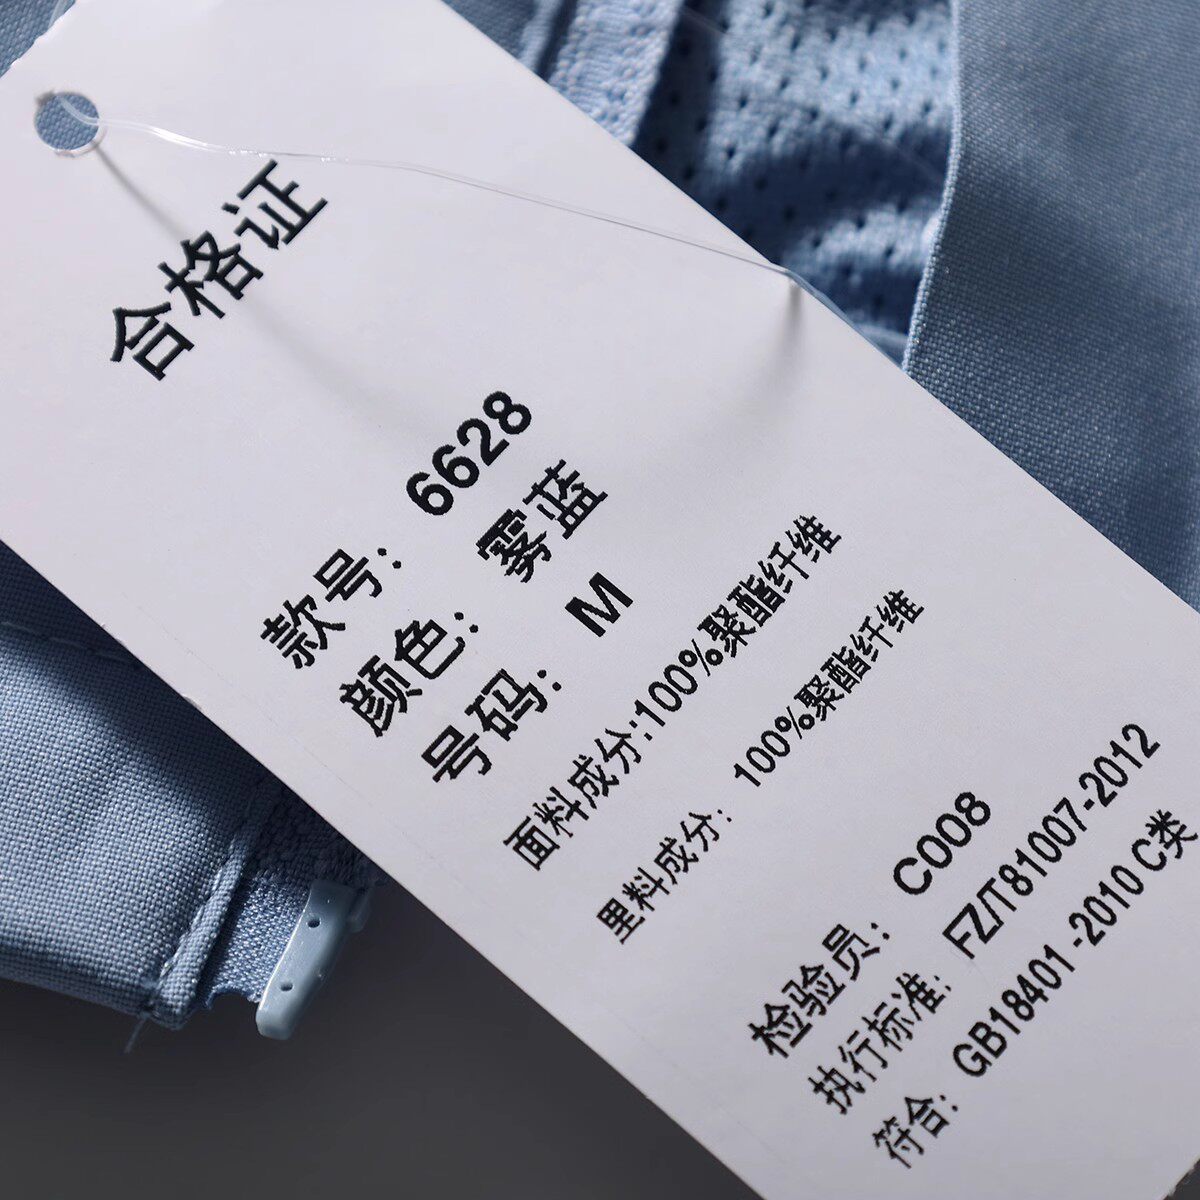 合格证
款号: 6628
颜色: 雾蓝
号码: M
面料成分:100%聚酯纤维
里料成分: 100%聚酯纤维
检验员: C008
执行标准: FZ/T81007-2012
符合: GB18401-2010 C类